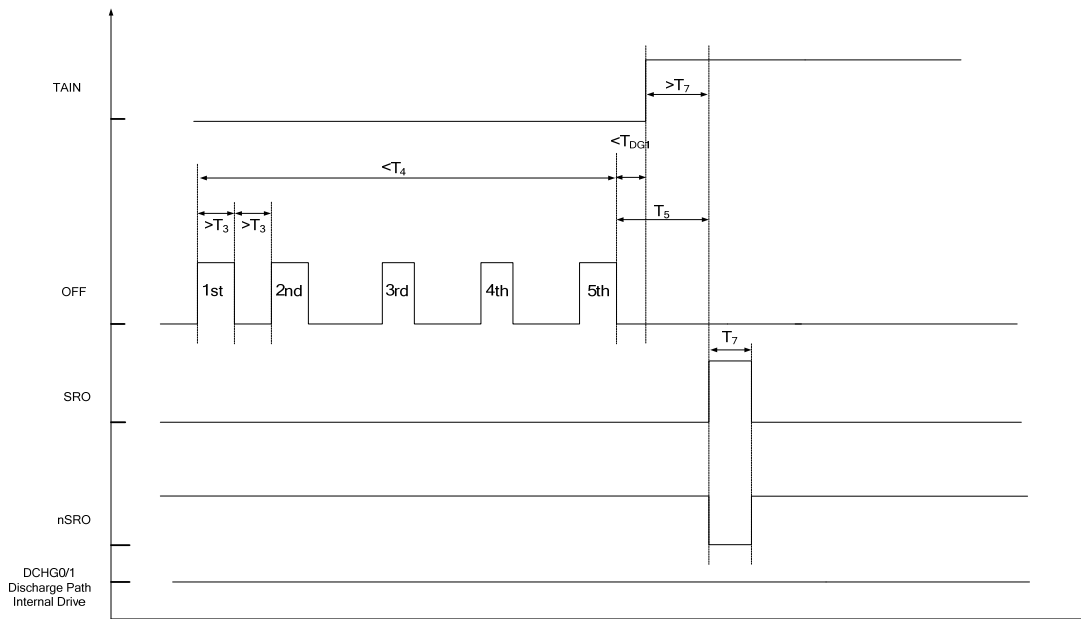 TAIN
>T7
<TDG1
<T4
>T3 >T3
T5
OFF
1st 2nd 3rd 4th 5th
T7
SRO
nSRO
DCHG0/1
Discharge Path
Internal Drive